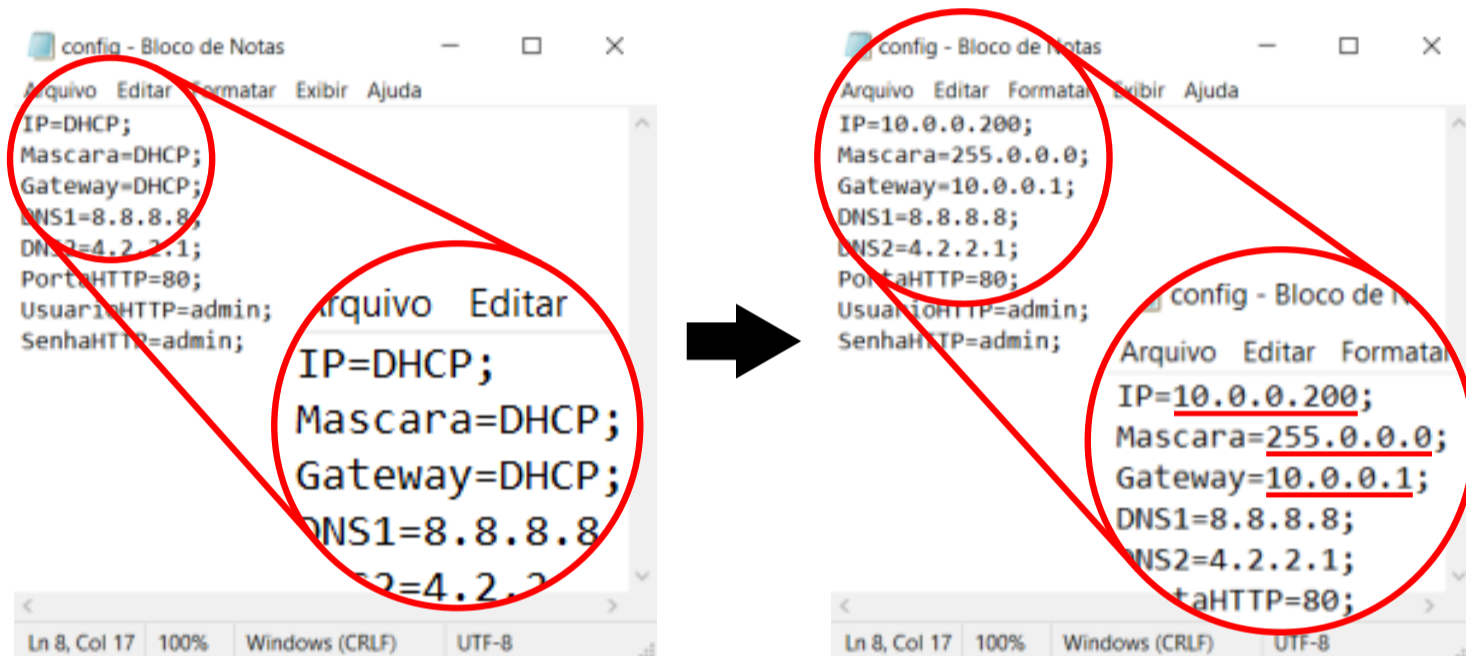 config - Bloco de Notas
Arquivo Editar Formatar Exibir Ajuda
IP=DHCP;
Mascara=DHCP;
Gateway=DHCP;
DNS1=8.8.8.8;
DNS2=4.2.2.1;
PortaHTTP=80;
UsuarioHTTP=admin;
SenhaHTTP=admin;
Arquivo Editar
IP=DHCP;
Mascara=DHCP;
Gateway=DHCP;
DNS1=8.8.8.8
2=4.2.2
Ln 8, Col 17 100% Windows (CRLF) UTF-8
config - Bloco de Notas
Arquivo Editar Formatar Exibir Ajuda
IP=10.0.0.200;
Mascara=255.0.0.0;
Gateway=10.0.0.1;
DNS1=8.8.8.8;
DNS2=4.2.2.1;
PortaHTTP=80;
UsuarioHTTP=admin;
SenhaHTTP=admin;
config - Bloco de N
Arquivo Editar Formatar
IP=10.0.0.200;
Mascara=255.0.0.0;
Gateway=10.0.0.1;
DNS1=8.8.8.8;
DNS2=4.2.2.1;
taHTTP=80;
Ln 8, Col 17 100% Windows (CRLF) UTF-8